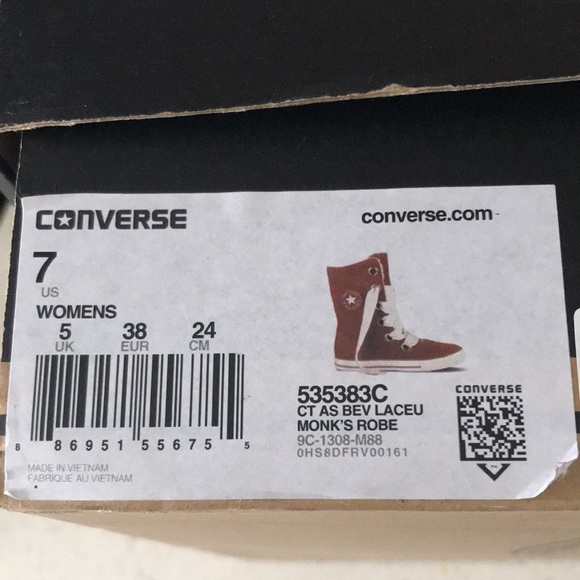 CONVERSE
converse.com
7
US
WOMENS
5 38 24
UK EUR CM
8 86951 55675 5
MADE IN VIETNAM
FABRIQUE AU VIETNAM
535383C
CT AS BEV LACEU
MONK'S ROBE
9C-1308-M88
0HS8DFRV00161
CONVERSE